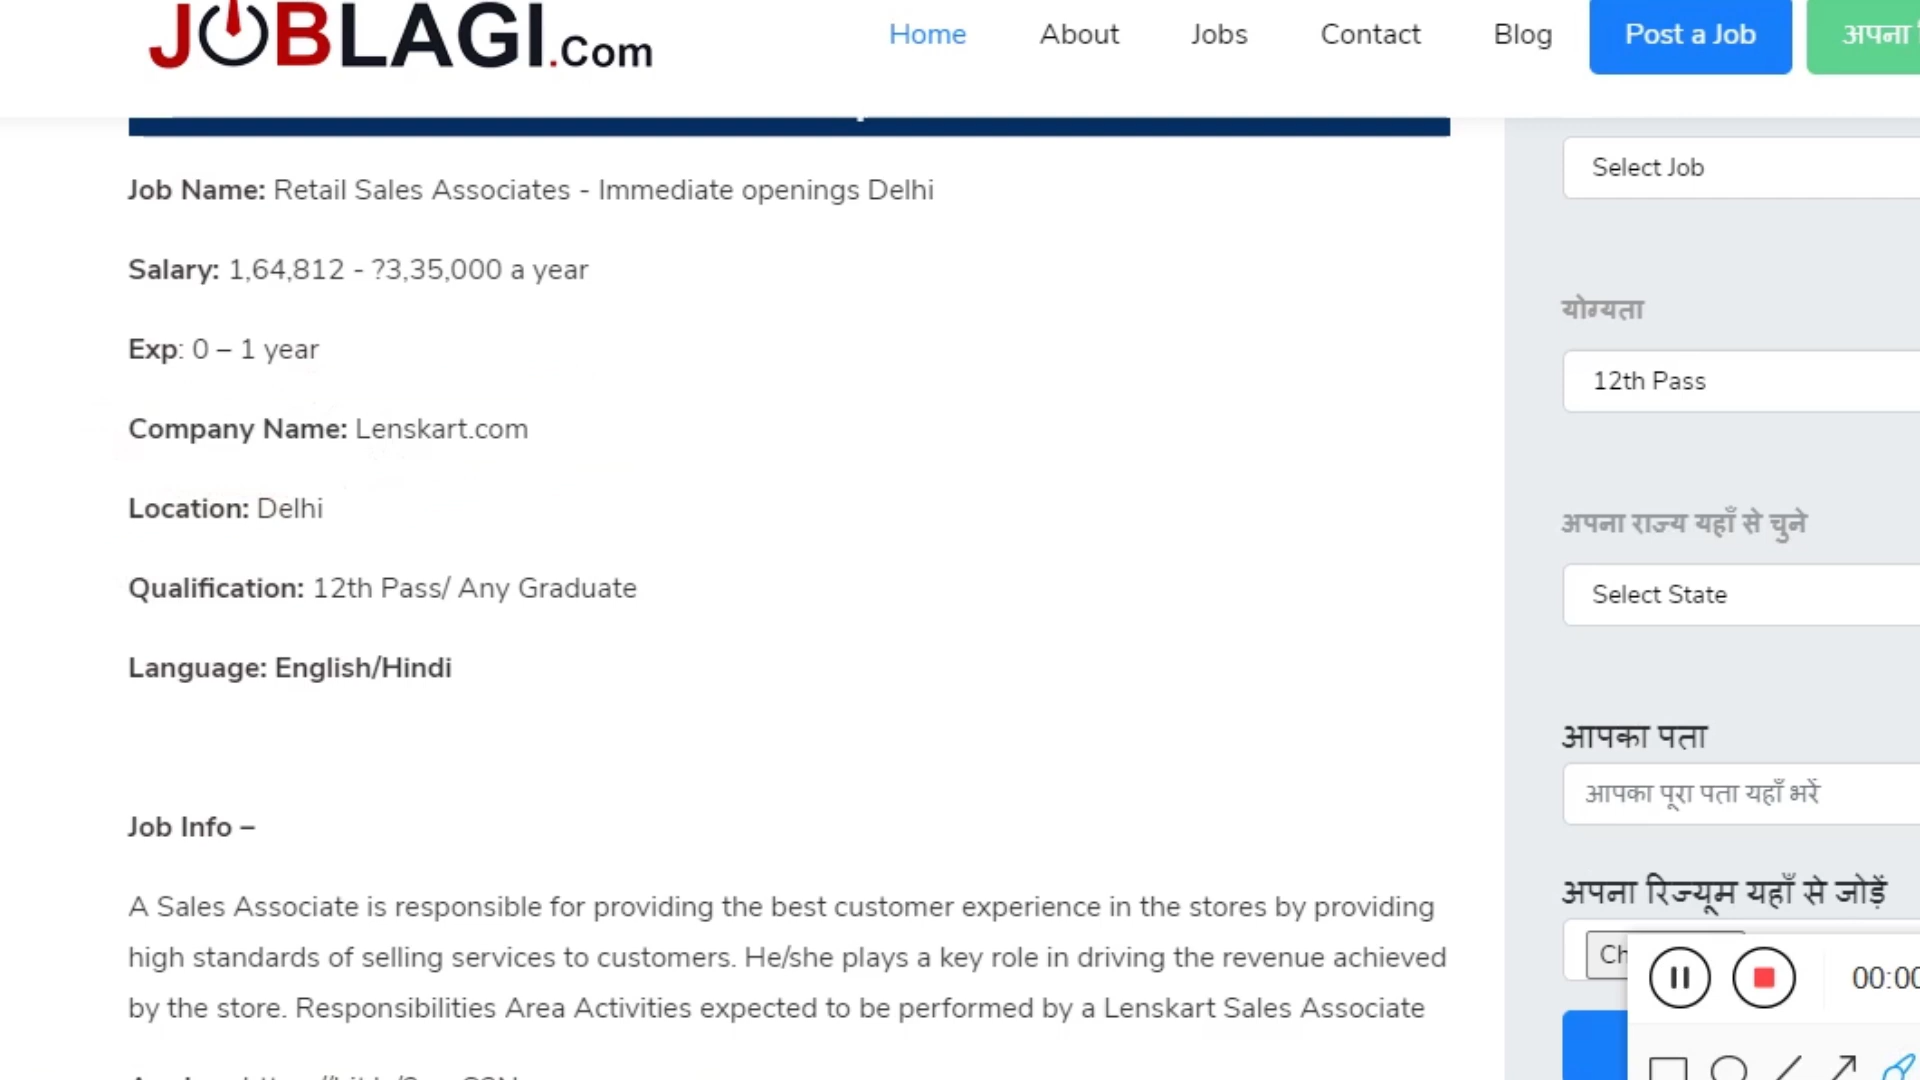 JOBLAGI.Com
Home About Jobs Contact Blog Post a Job अपना
Job Name: Retail Sales Associates - Immediate openings Delhi
Salary: 1,64,812 - ?3,35,000 a year
Exp: 0 – 1 year
Company Name: Lenskart.com
Location: Delhi
Qualification: 12th Pass/ Any Graduate
Language: English/Hindi
Job Info –
A Sales Associate is responsible for providing the best customer experience in the stores by providing
high standards of selling services to customers. He/she plays a key role in driving the revenue achieved
by the store. Responsibilities Area Activities expected to be performed by a Lenskart Sales Associate
Select Job
योग्यता
12th Pass
अपना राज्य यहाँ से चुने
Select State
आपका पता
आपका पूरा पता यहाँ भरें
अपना रिज्यूम यहाँ से जोड़ें
Ch
00:00